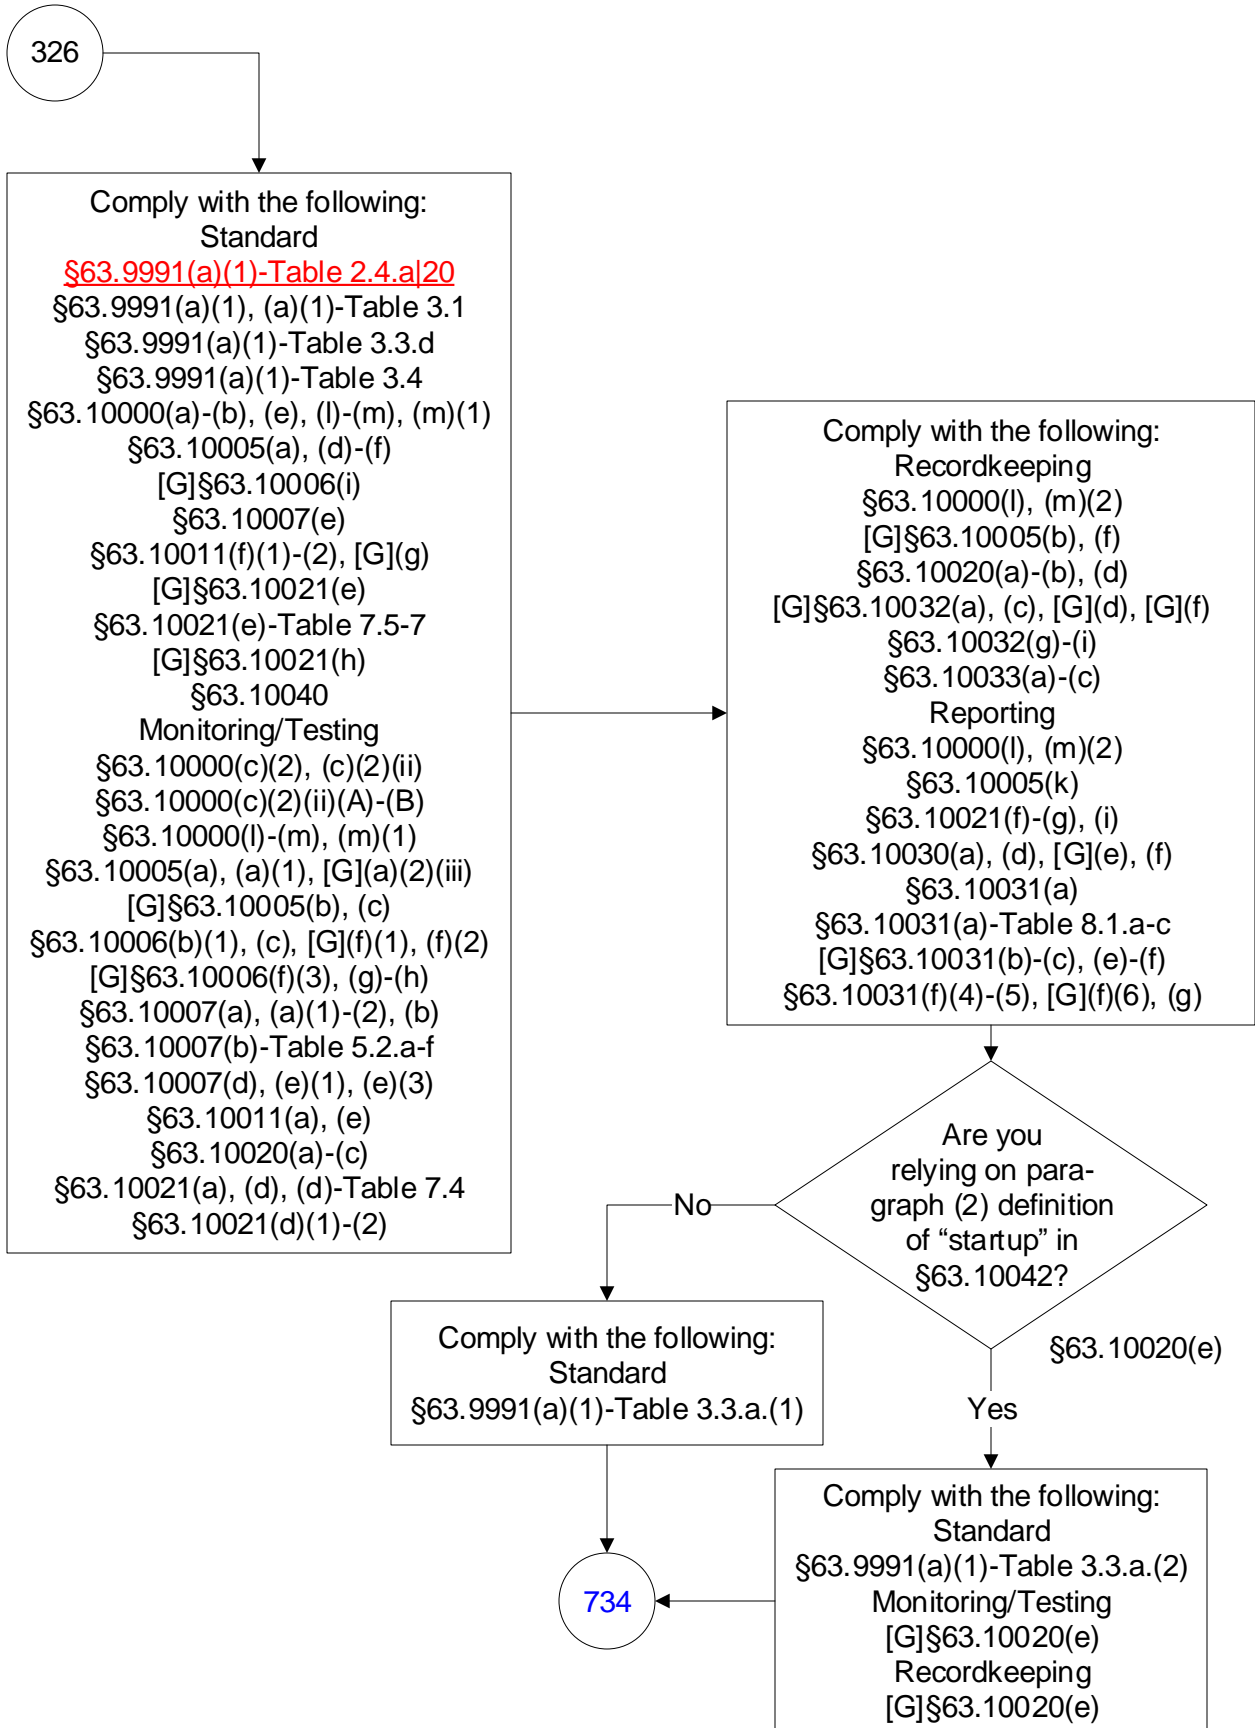 326
Comply with the following:
Standard
§63.9991(a)(1)-Table 2.4.a|20
§63.9991(a)(1), (a)(1)-Table 3.1
§63.9991(a)(1)-Table 3.3.d
§63.9991(a)(1)-Table 3.4
§63.10000(a)-(b), (e), (l)-(m), (m)(1)
§63.10005(a), (d)-(f)
[G]§63.10006(i)
§63.10007(e)
§63.10011(f)(1)-(2), [G](g)
[G]§63.10021(e)
§63.10021(e)-Table 7.5-7
[G]§63.10021(h)
§63.10040
Monitoring/Testing
§63.10000(c)(2), (c)(2)(ii)
§63.10000(c)(2)(ii)(A)-(B)
§63.10000(l)-(m), (m)(1)
§63.10005(a), (a)(1), [G](a)(2)(iii)
[G]§63.10005(b), (c)
§63.10006(b)(1), (c), [G](f)(1), (f)(2)
[G]§63.10006(f)(3), (g)-(h)
§63.10007(a), (a)(1)-(2), (b)
§63.10007(b)-Table 5.2.a-f
§63.10007(d), (e)(1), (e)(3)
§63.10011(a), (e)
§63.10020(a)-(c)
§63.10021(a), (d), (d)-Table 7.4
§63.10021(d)(1)-(2)
Comply with the following:
Recordkeeping
§63.10000(l), (m)(2)
[G]§63.10005(b), (f)
§63.10020(a)-(b), (d)
[G]§63.10032(a), (c), [G](d), [G](f)
§63.10032(g)-(i)
§63.10033(a)-(c)
Reporting
§63.10000(l), (m)(2)
§63.10005(k)
§63.10021(f)-(g), (i)
§63.10030(a), (d), [G](e), (f)
§63.10031(a)
§63.10031(a)-Table 8.1.a-c
[G]§63.10031(b)-(c), (e)-(f)
§63.10031(f)(4)-(5), [G](f)(6), (g)
Are you
relying on para-
graph (2) definition
of “startup” in
§63.10042?
No
§63.10020(e)
Yes
Comply with the following:
Standard
§63.9991(a)(1)-Table 3.3.a.(1)
Comply with the following:
Standard
§63.9991(a)(1)-Table 3.3.a.(2)
Monitoring/Testing
[G]§63.10020(e)
Recordkeeping
[G]§63.10020(e)
734